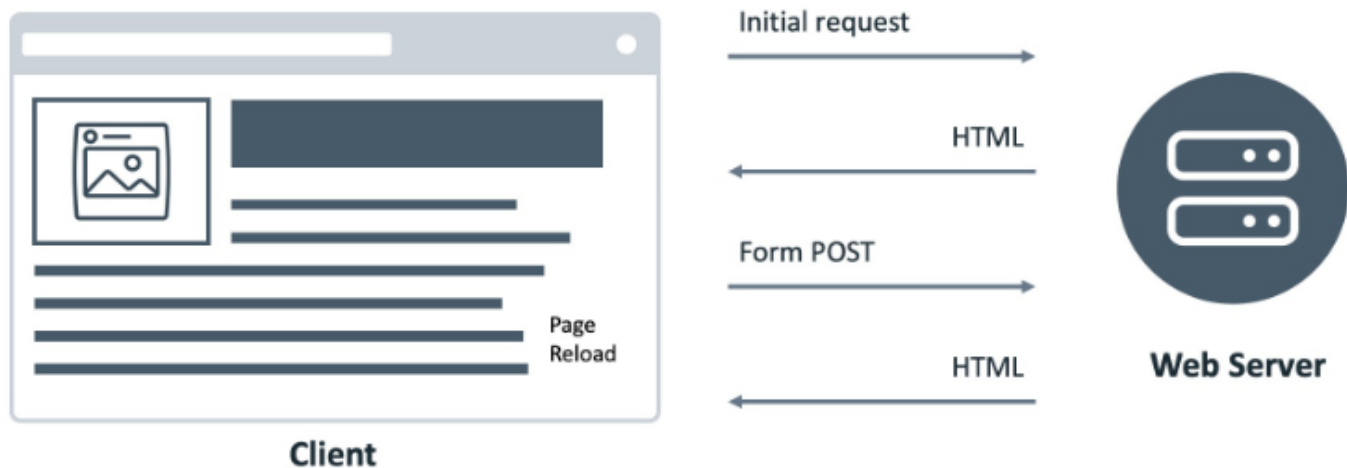 Initial request
HTML
Form POST
Page
Reload
HTML
Web Server
Client